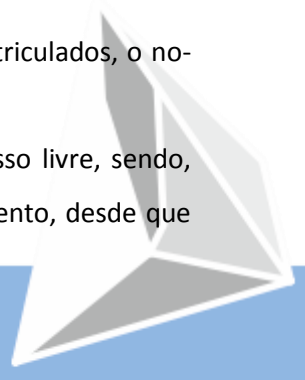 triculados, o no-
sso livre, sendo,
ento, desde que